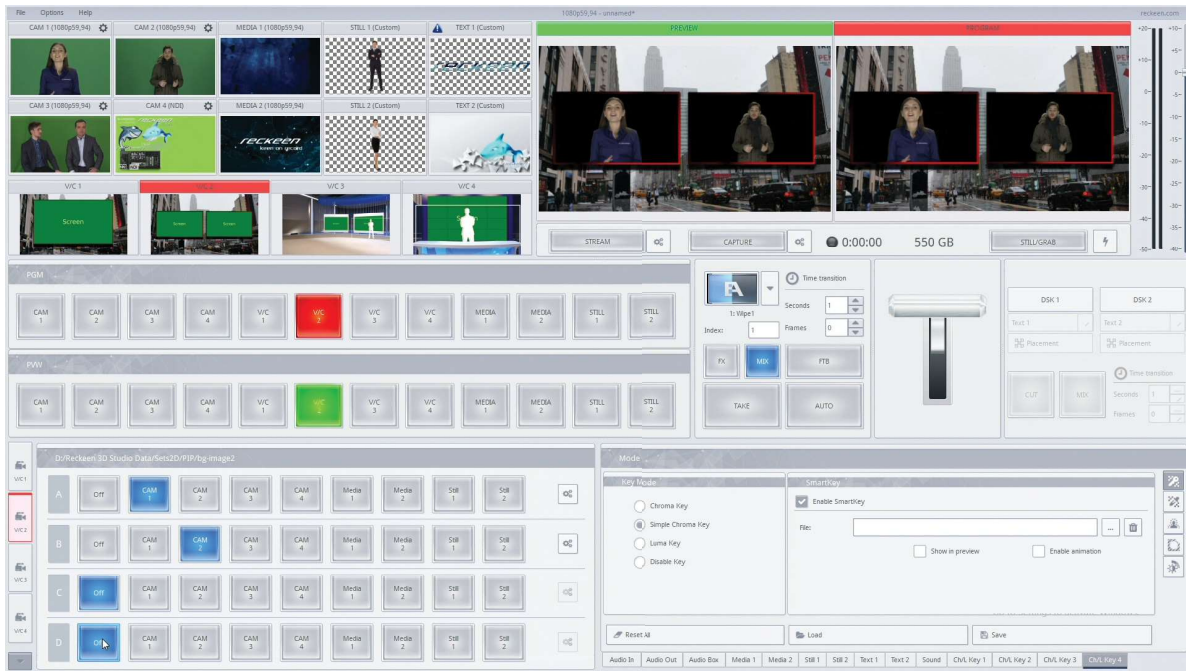 File Options Help 1080p59,94 - unnamed* reckeen.com
CAM 1 (1080p59,94) CAM 2 (1080p59,94) MEDIA 1 (1080p59,94) STILL 1 (Custom) TEXT 1 (Custom) PREVIEW PROGRAM
CAM 3 (1080p59,94) CAM 4 (NDI) MEDIA 2 (1080p59,94) STILL 2 (Custom) TEXT 2 (Custom)
reckeen
keen on ycard
V/C 1 V/C 2 V/C 3 V/C 4
Screen Screen Screen
STREAM CAPTURE 0:00:00 550 GB STILL/GRAB
PGM
CAM 1 CAM 2 CAM 3 CAM 4 V/C 1 V/C 2 V/C 3 V/C 4 MEDIA 1 MEDIA 2 STILL 1 STILL 2
PVW
CAM 1 CAM 2 CAM 3 CAM 4 V/C 1 V/C 2 V/C 3 V/C 4 MEDIA 1 MEDIA 2 STILL 1 STILL 2
Time transition
Seconds 1
1: Wipe1
Index: 1 Frames 0
FX MIX FTB
TAKE AUTO
DSK 1 DSK 2
Text 1 Text 2
Placement Placement
Time transition
CUT MIX Seconds 1
Frames 0
V/C 1
V/C 2
V/C 3
V/C 4
D:/Reckeen 3D Studio Data/Sets2D/PIP/bg-image2
A Off CAM 1 CAM 2 CAM 3 CAM 4 Media 1 Media 2 Still 1 Still 2
B Off CAM 1 CAM 2 CAM 3 CAM 4 Media 1 Media 2 Still 1 Still 2
C Off CAM 1 CAM 2 CAM 3 CAM 4 Media 1 Media 2 Still 1 Still 2
D Off CAM 1 CAM 2 CAM 3 CAM 4 Media 1 Media 2 Still 1 Still 2
Mode
Key Mode SmartKey
Chroma Key Enable SmartKey
Simple Chroma Key File: ...
Luma Key Show in preview Enable animation
Disable Key
Reset All Load Save
Audio In Audio Out Audio Box Media 1 Media 2 Still 1 Still 2 Text 1 Text 2 Sound Ch/L Key 1 Ch/L Key 2 Ch/L Key 3 Ch/L Key 4